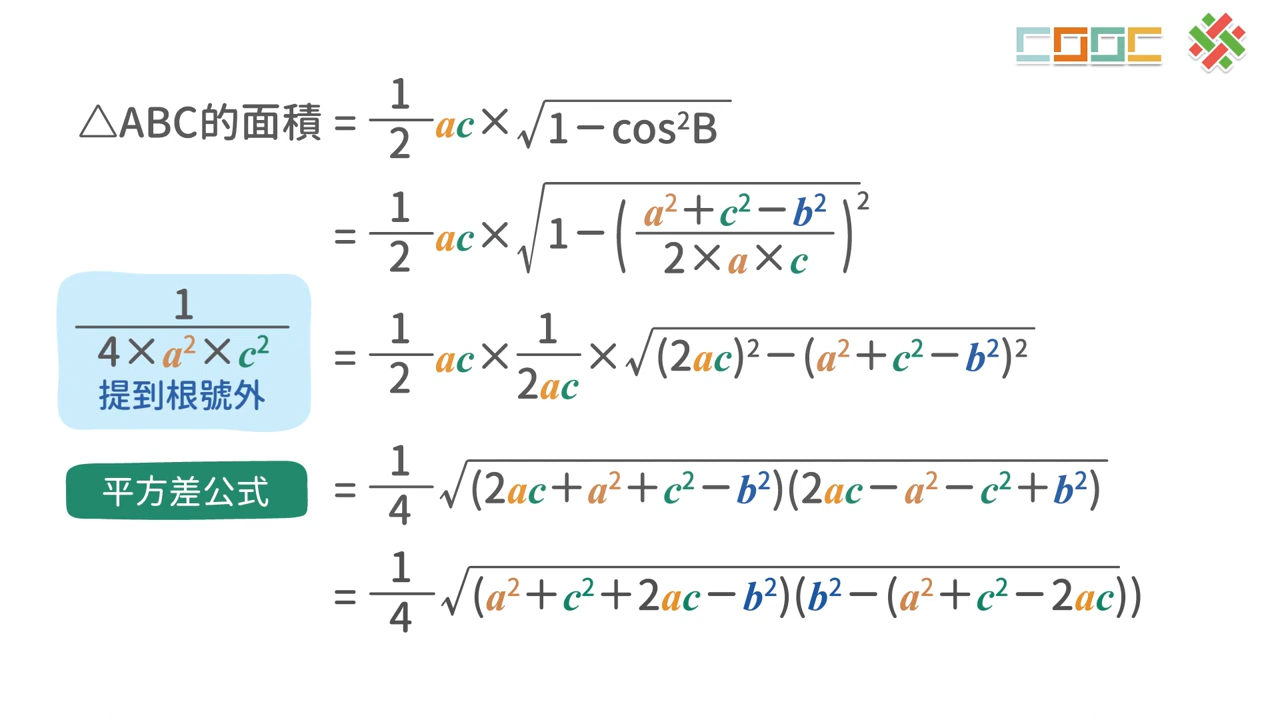 COOC
△ABC的面積 = 1/2 ac × √(1 − cos²B)
= 1/2 ac × √(1 − ((a² + c² − b²)/(2 × a × c))²)
1/(4 × a² × c²)
提到根號外
= 1/2 ac × 1/2ac × √((2ac)² − (a² + c² − b²)²)
平方差公式
= 1/4 √((2ac + a² + c² − b²)(2ac − a² − c² + b²))
= 1/4 √((a² + c² + 2ac − b²)(b² − (a² + c² − 2ac)))